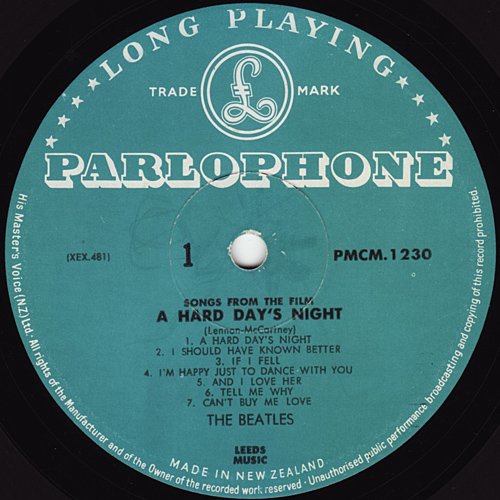 LONG PLAYING
TRADE MARK
£
PARLOPHONE
(XEX.481)
1
PMCM.1230
SONGS FROM THE FILM
A HARD DAY'S NIGHT
(Lennon-McCartney)
1. A HARD DAY'S NIGHT
2. I SHOULD HAVE KNOWN BETTER
3. IF I FELL
4. I'M HAPPY JUST TO DANCE WITH YOU
5. AND I LOVE HER
6. TELL ME WHY
7. CAN'T BUY ME LOVE
THE BEATLES
LEEDS
MUSIC
MADE IN NEW ZEALAND
His Master's Voice (NZ) Ltd. All rights of the Manufacturer and of the Owner of the recorded work reserved. Unauthorised public performance broadcasting and copying of this record prohibited.